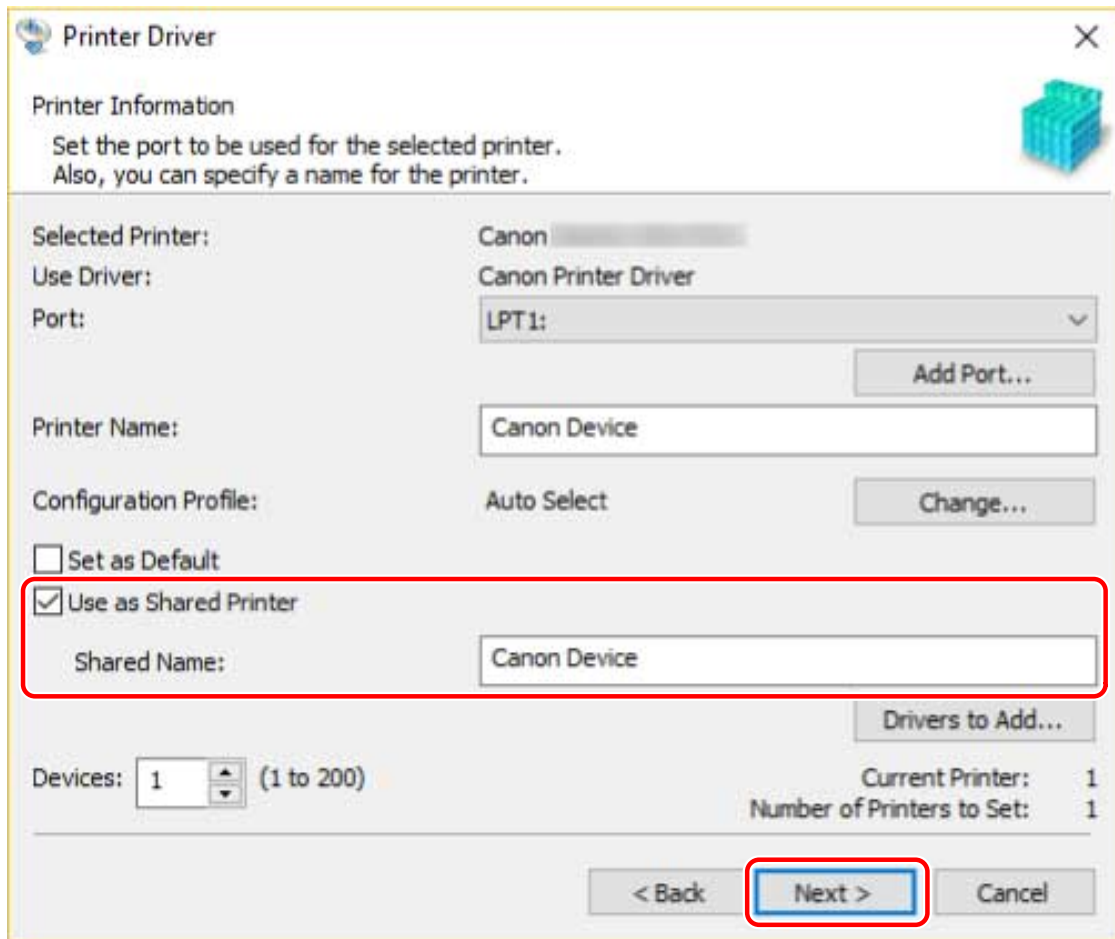 Printer Driver
Printer Information
Set the port to be used for the selected printer.
Also, you can specify a name for the printer.
Selected Printer: Canon
Use Driver: Canon Printer Driver
Port: LPT1:
Add Port...
Printer Name: Canon Device
Configuration Profile: Auto Select Change...
Set as Default
Use as Shared Printer
Shared Name: Canon Device
Drivers to Add...
Devices: 1 (1 to 200) Current Printer: 1
Number of Printers to Set: 1
< Back Next > Cancel